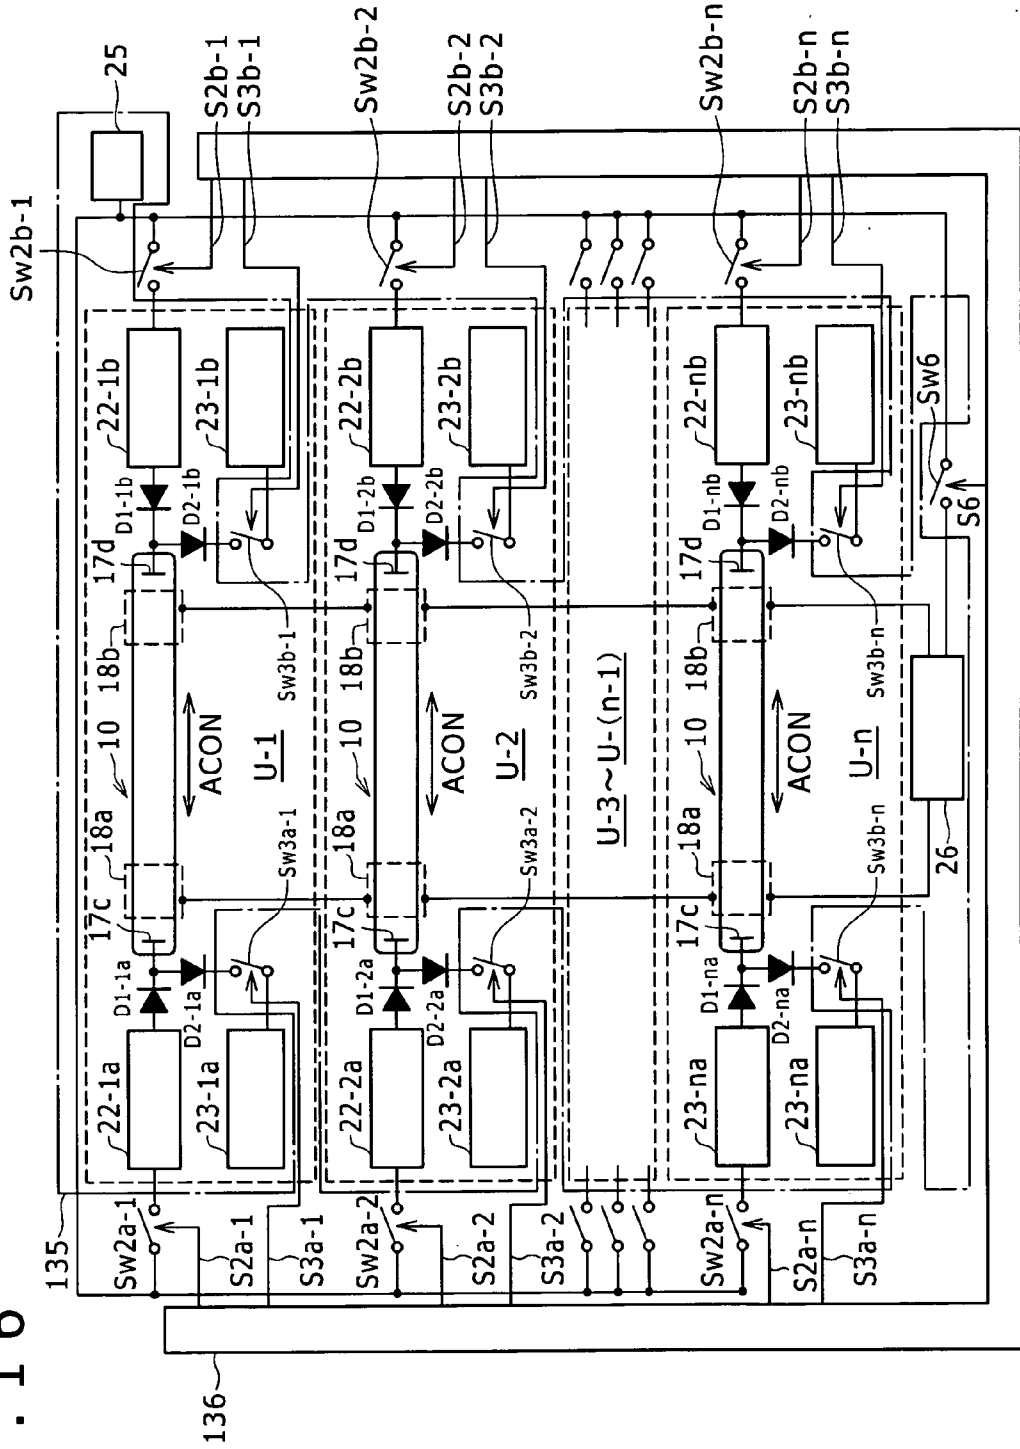 . 16
135
136
25
Sw2b-1
S2b-1
S3b-1
22-1b
23-1b
D1-1b
D2-1b
17d
18b
Sw3b-1
10
ACON
U-1
18a
17c
Sw3a-1
D1-1a
D2-1a
22-1a
23-1a
Sw2a-1
S2a-1
S3a-1
Sw2b-2
S2b-2
S3b-2
22-2b
23-2b
D1-2b
D2-2b
17d
18b
Sw3b-2
10
ACON
U-2
18a
17c
Sw3a-2
D1-2a
D2-2a
22-2a
23-2a
Sw2a-2
S2a-2
S3a-2
U-3~U-(n-1)
Sw2b-n
S2b-n
S3b-n
22-nb
23-nb
D1-nb
D2-nb
17d
18b
Sw3b-n
10
ACON
U-n
18a
17c
Sw3b-n
D1-na
D2-na
23-na
23-na
Sw2a-n
S2a-n
S3a-n
Sw6
S6
26